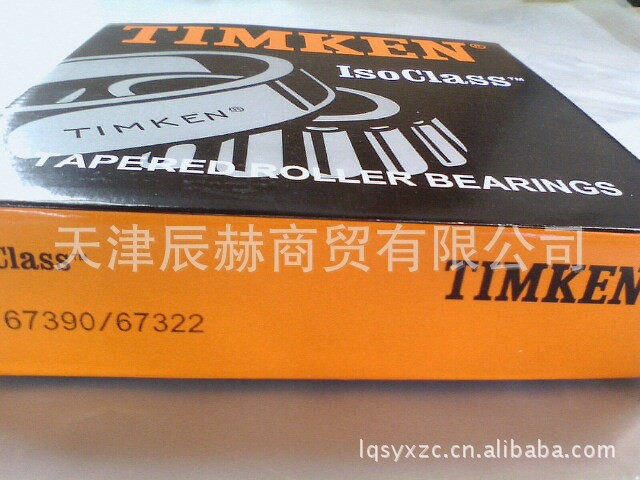 TIMKEN®
IsoClass™
TIMKEN®
TAPERED ROLLER BEARINGS
天津辰赫商贸有限公司
Class™
TIMKEN
67390/67322
lqsyxzc.cn.alibaba.com